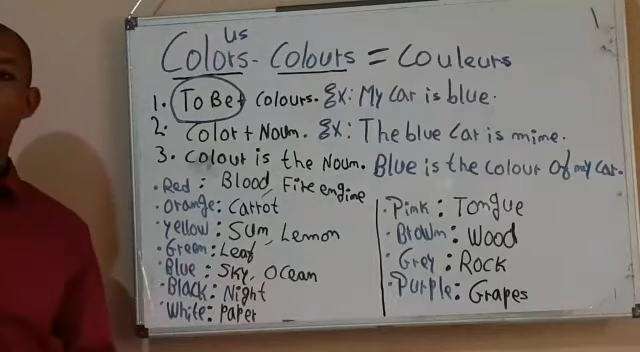 us
Colors - Colours = Couleurs
1. To Be + Colours. Ex: My Car is blue.
2. Color + Noun. Ex: The blue Car is mine.
3. Colour is the Noun. Blue is the colour of my car.
• Red: Blood, Fire engine
• Orange: Carrot
• Yellow: Sun, Lemon
• Green: Leaf
• Blue: Sky, Ocean
• Black: Night
• White: Paper
• Pink: Tongue
• Brown: Wood
• Grey: Rock
• Purple: Grapes